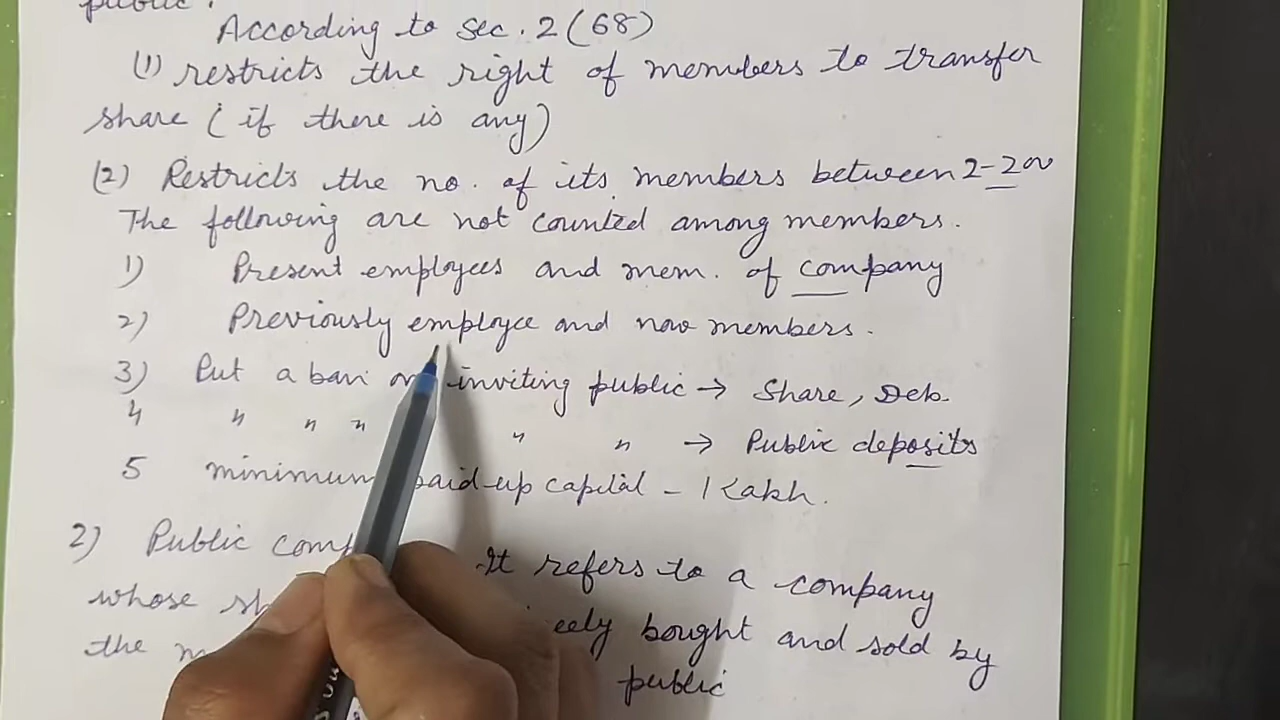 public.
According to sec. 2 (68)
(1) restricts the right of members to transfer
share (if there is any)
(2) Restricts the no. of its members between 2-200
The following are not counted among members.
1) Present employees and mem. of company
2) Previously employee and now members.
3) Put a ban on inviting public → Share, Deb.
4 " " " " " → Public deposits
5 minimum paid-up capital - 1 Lakh.
2) Public It refers to a company
whose bought and sold by
the public